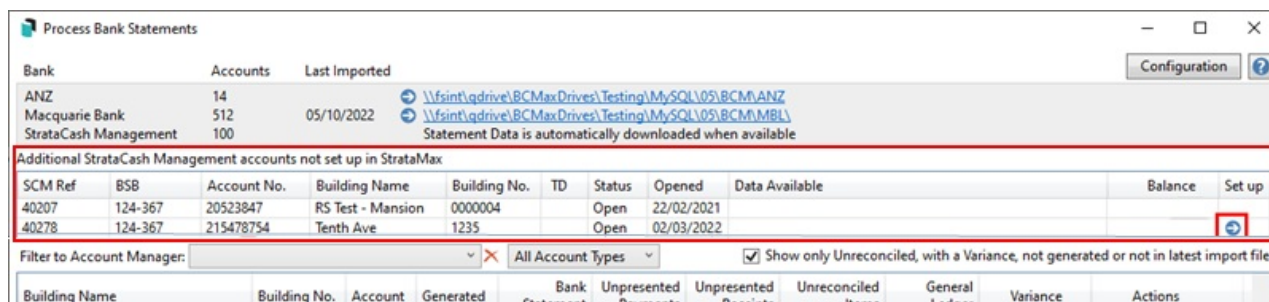 Process Bank Statements
Configuration
Bank Accounts Last Imported
ANZ 14 \\fsint\qdrive\BCMaxDrives\Testing\MySQL\05\BCM\ANZ
Macquarie Bank 512 05/10/2022 \\fsint\qdrive\BCMaxDrives\Testing\MySQL\05\BCM\MBL\
StrataCash Management 100 Statement Data is automatically downloaded when available
Additional StrataCash Management accounts not set up in StrataMax
SCM Ref BSB Account No. Building Name Building No. TD Status Opened Data Available Balance Set up
40207 124-367 20523847 RS Test - Mansion 0000004 Open 22/02/2021
40278 124-367 215478754 Tenth Ave 1235 Open 02/03/2022
Filter to Account Manager: All Account Types Show only Unreconciled, with a Variance, not generated or not in latest import file
Bank Unpresented Unpresented Unreconciled General
Building Name Building No. Account Generated Statement Payments Receipts Items Ledger Variance Actions